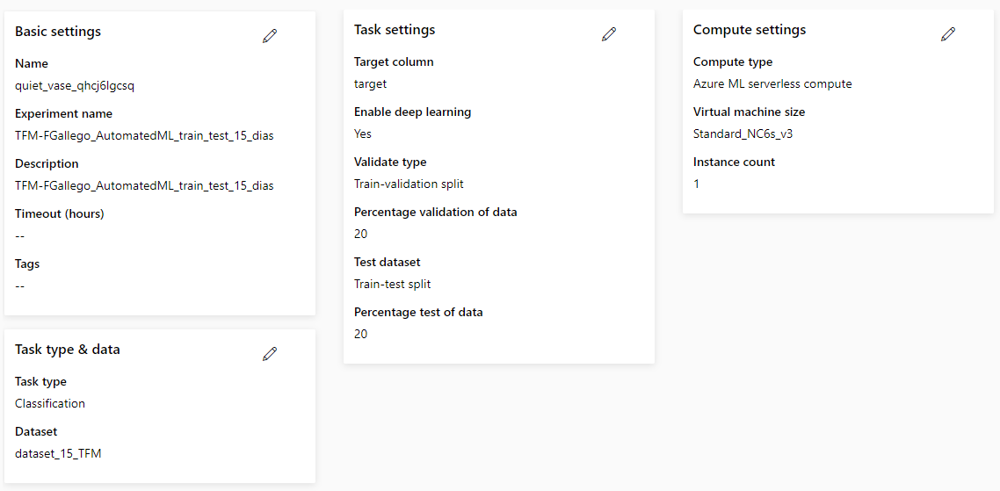 Basic settings
Name
quiet_vase_qhcj6lgcsq
Experiment name
TFM-FGallego_AutomatedML_train_test_15_dias
Description
TFM-FGallego_AutomatedML_train_test_15_dias
Timeout (hours)
--
Tags
--
Task type & data
Task type
Classification
Dataset
dataset_15_TFM
Task settings
Target column
target
Enable deep learning
Yes
Validate type
Train-validation split
Percentage validation of data
20
Test dataset
Train-test split
Percentage test of data
20
Compute settings
Compute type
Azure ML serverless compute
Virtual machine size
Standard_NC6s_v3
Instance count
1